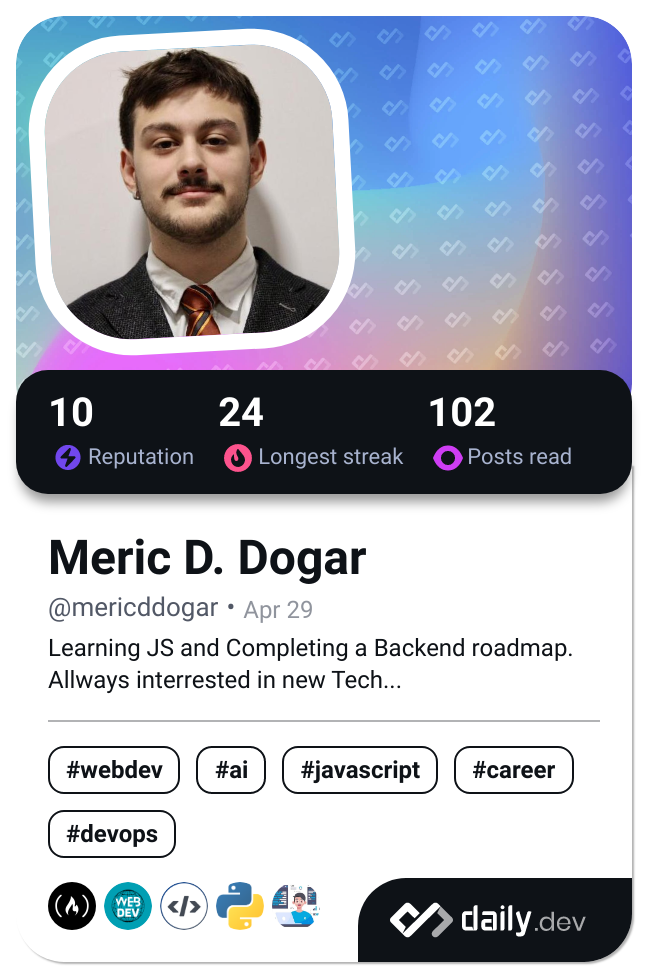 10 24 102
Reputation Longest streak Posts read
Meric D. Dogar
@mericddogar • Apr 29
Learning JS and Completing a Backend roadmap.
Allways interrested in new Tech...
#webdev #ai #javascript #career
#devops
WEB
DEV
</>
daily.dev